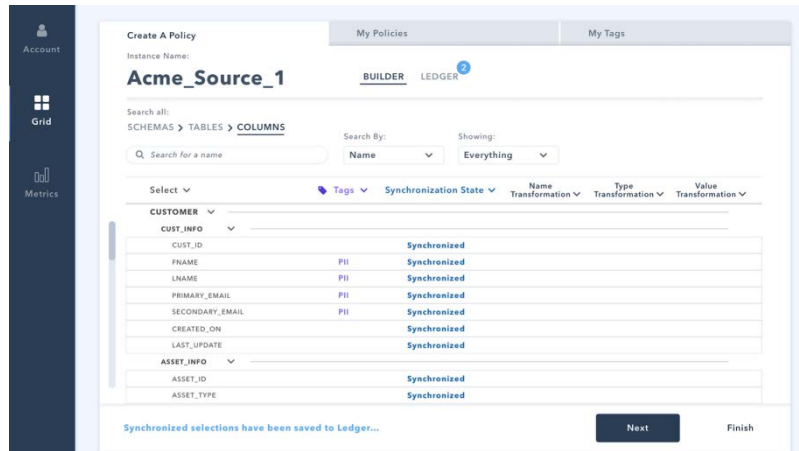 Account
Grid
Metrics
Create A Policy My Policies My Tags
Instance Name:
Acme_Source_1 BUILDER LEDGER 2
Search all:
SCHEMAS > TABLES > COLUMNS
Search By: Showing:
Search for a name Name Everything
Select Tags Synchronization State Name Transformation Type Transformation Value Transformation
CUSTOMER
CUST_INFO
CUST_ID Synchronized
FNAME PII Synchronized
LNAME PII Synchronized
PRIMARY_EMAIL PII Synchronized
SECONDARY_EMAIL PII Synchronized
CREATED_ON Synchronized
LAST_UPDATE Synchronized
ASSET_INFO
ASSET_ID Synchronized
ASSET_TYPE Synchronized
Synchronized selections have been saved to Ledger... Next Finish